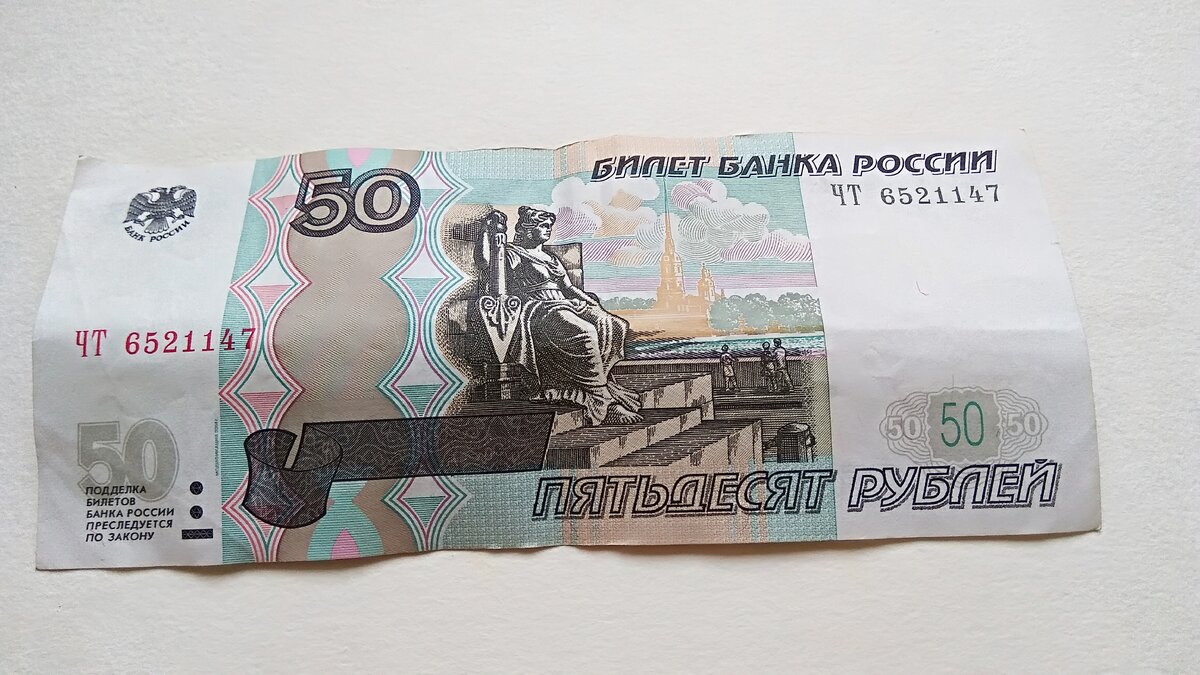 БИЛЕТ БАНКА РОССИИ
ЧТ 6521147
50
БАНК РОССИИ
ЧТ 6521147
50
ПОДДЕЛКА
БИЛЕТОВ
БАНКА РОССИИ
ПРЕСЛЕДУЕТСЯ
ПО ЗАКОНУ
50 50 50
ПЯТЬДЕСЯТ РУБЛЕЙ